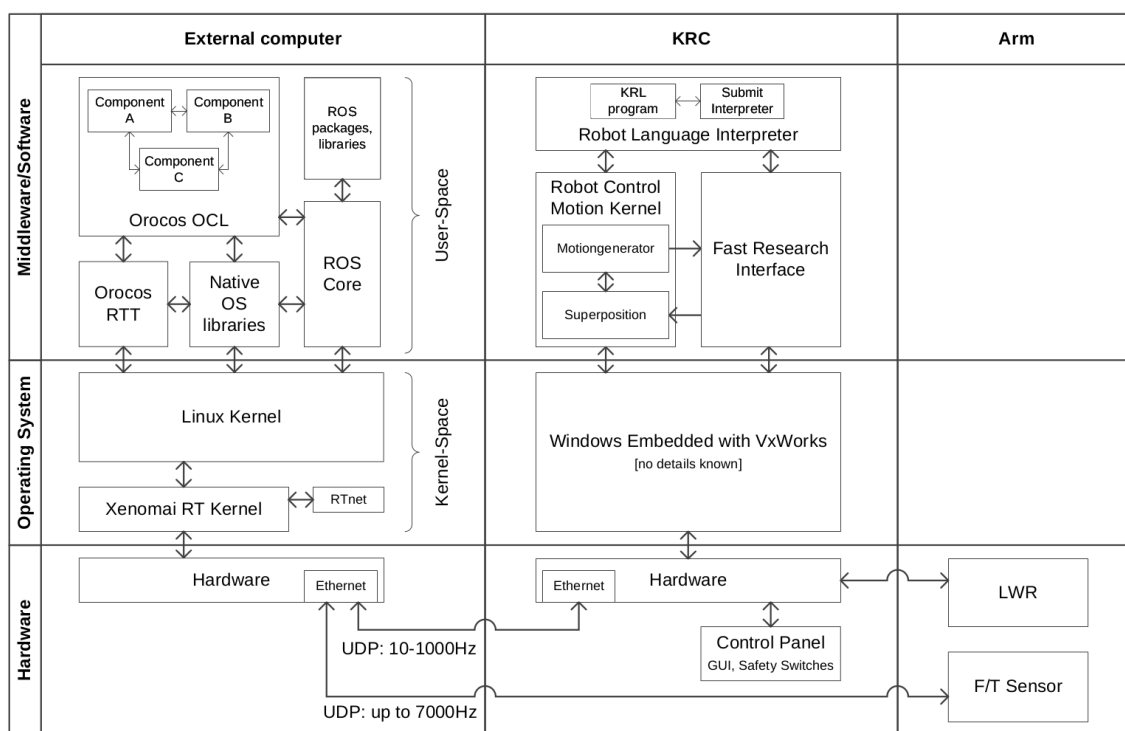 External computer
KRC
Arm
Middleware/Software
Component
A
Component
B
Component
C
Orocos OCL
ROS
packages,
libraries
Orocos
RTT
Native
OS
libraries
ROS
Core
User-Space
KRL
program
Submit
Interpreter
Robot Language Interpreter
Robot Control
Motion Kernel
Motiongenerator
Superposition
Fast Research
Interface
Operating System
Linux Kernel
Xenomai RT Kernel
RTnet
Kernel-Space
Windows Embedded with VxWorks
[no details known]
Hardware
Hardware
Ethernet
Ethernet
Hardware
LWR
UDP: 10-1000Hz
Control Panel
GUI, Safety Switches
F/T Sensor
UDP: up to 7000Hz